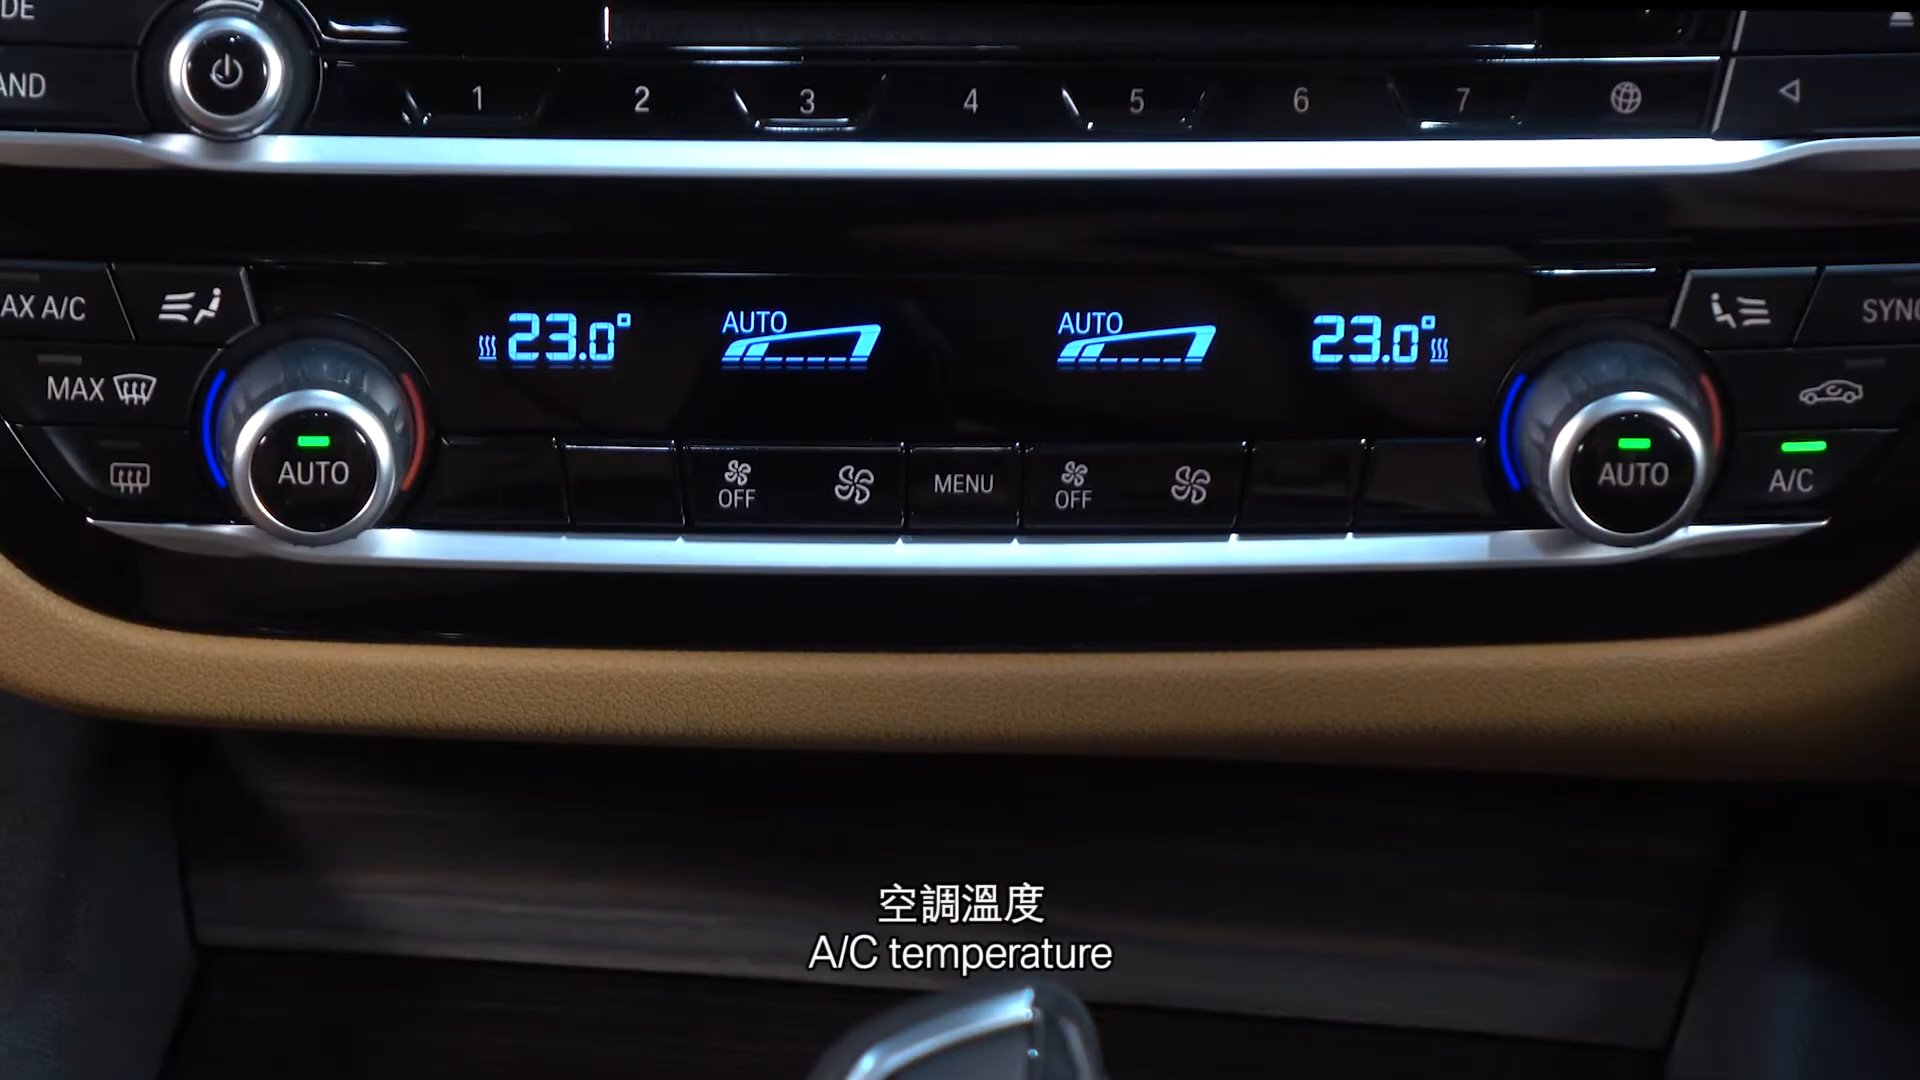 DE
AND
1 2 3 4 5 6 7
AX A/C
23.0°
AUTO
AUTO
23.0°
SYNC
MAX
AUTO
OFF
MENU
OFF
AUTO
A/C
空調溫度
A/C temperature